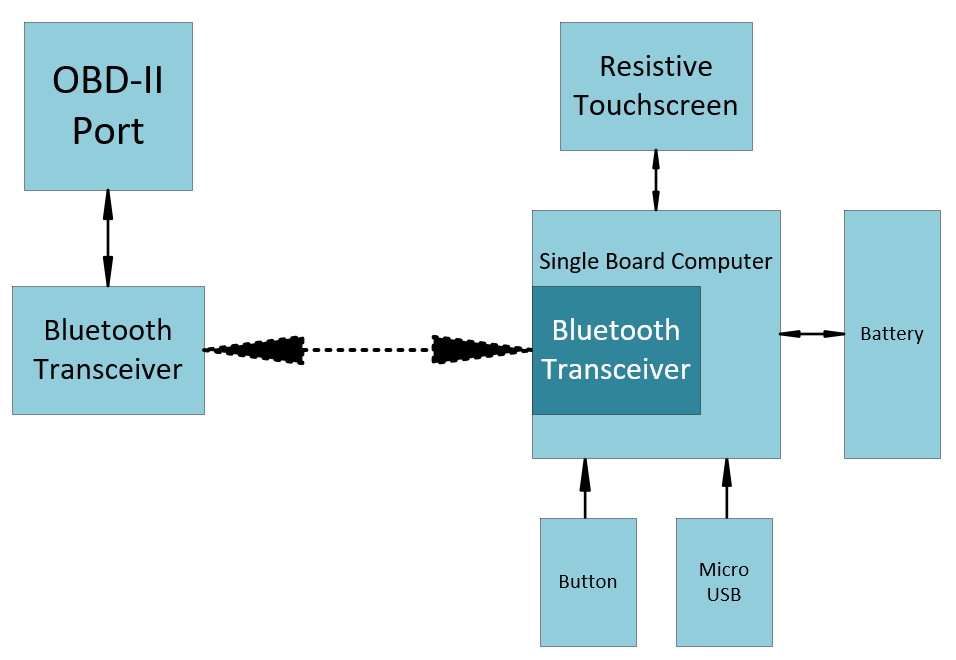 OBD-II
Port
Resistive
Touchscreen
Single Board Computer
Bluetooth
Transceiver
Bluetooth
Transceiver
Battery
Button
Micro
USB